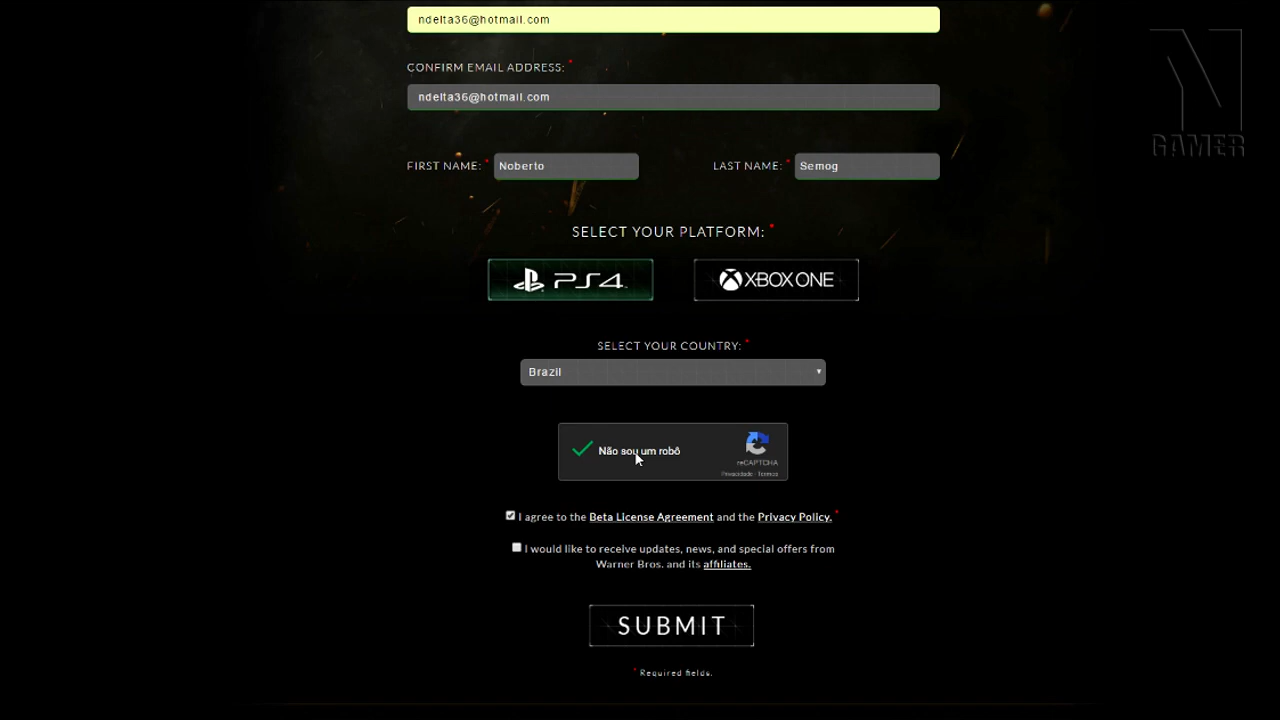 ndelta36@hotmail.com
CONFIRM EMAIL ADDRESS: *
ndelta36@hotmail.com
FIRST NAME: * Noberto LAST NAME: * Semog
SELECT YOUR PLATFORM: *
PS4 XBOX ONE
SELECT YOUR COUNTRY: *
Brazil
Não sou um robô
reCAPTCHA
Privacidade - Termos
I agree to the Beta License Agreement and the Privacy Policy. *
I would like to receive updates, news, and special offers from
Warner Bros. and its affiliates.
SUBMIT
* Required fields.
N
GAMER